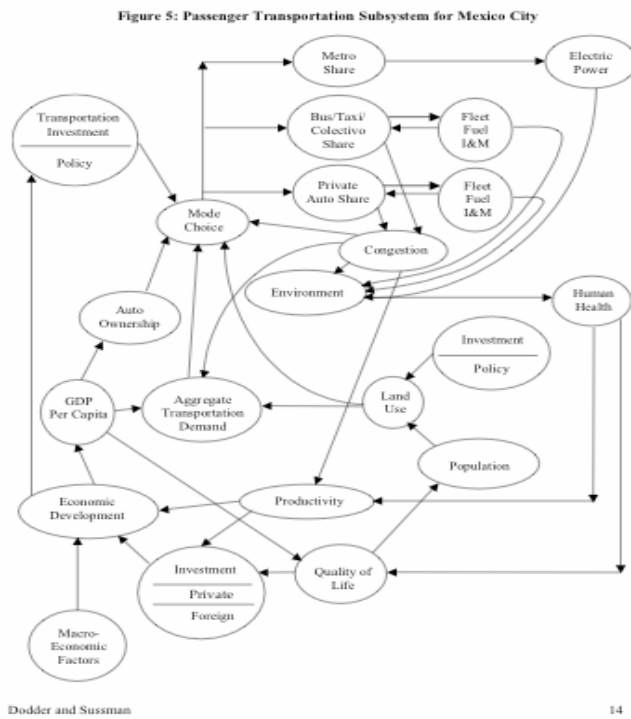 Figure 5: Passenger Transportation Subsystem for Mexico City
Metro
Share
Electric
Power
Transportation
Investment
Policy
Bus/Taxi/
Colectivo
Share
Fleet
Fuel
I&M
Private
Auto Share
Fleet
Fuel
I&M
Mode
Choice
Congestion
Environment
Human
Health
Auto
Ownership
Investment
Policy
GDP
Per Capita
Aggregate
Transportation
Demand
Land
Use
Population
Economic
Development
Productivity
Investment
Private
Foreign
Quality of
Life
Macro-
Economic
Factors
Dodder and Sussman
14